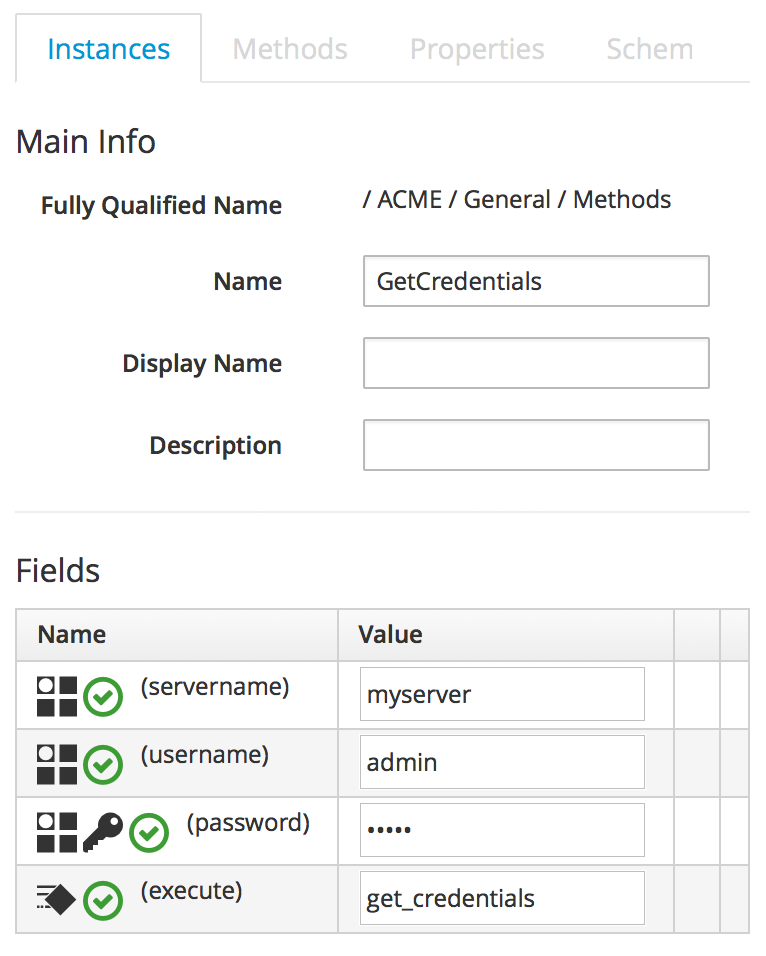 Instances Methods Properties Schem
Main Info
Fully Qualified Name / ACME / General / Methods
Name GetCredentials
Display Name
Description
Fields
Name Value
(servername) myserver
(username) admin
(password) •••••
(execute) get_credentials